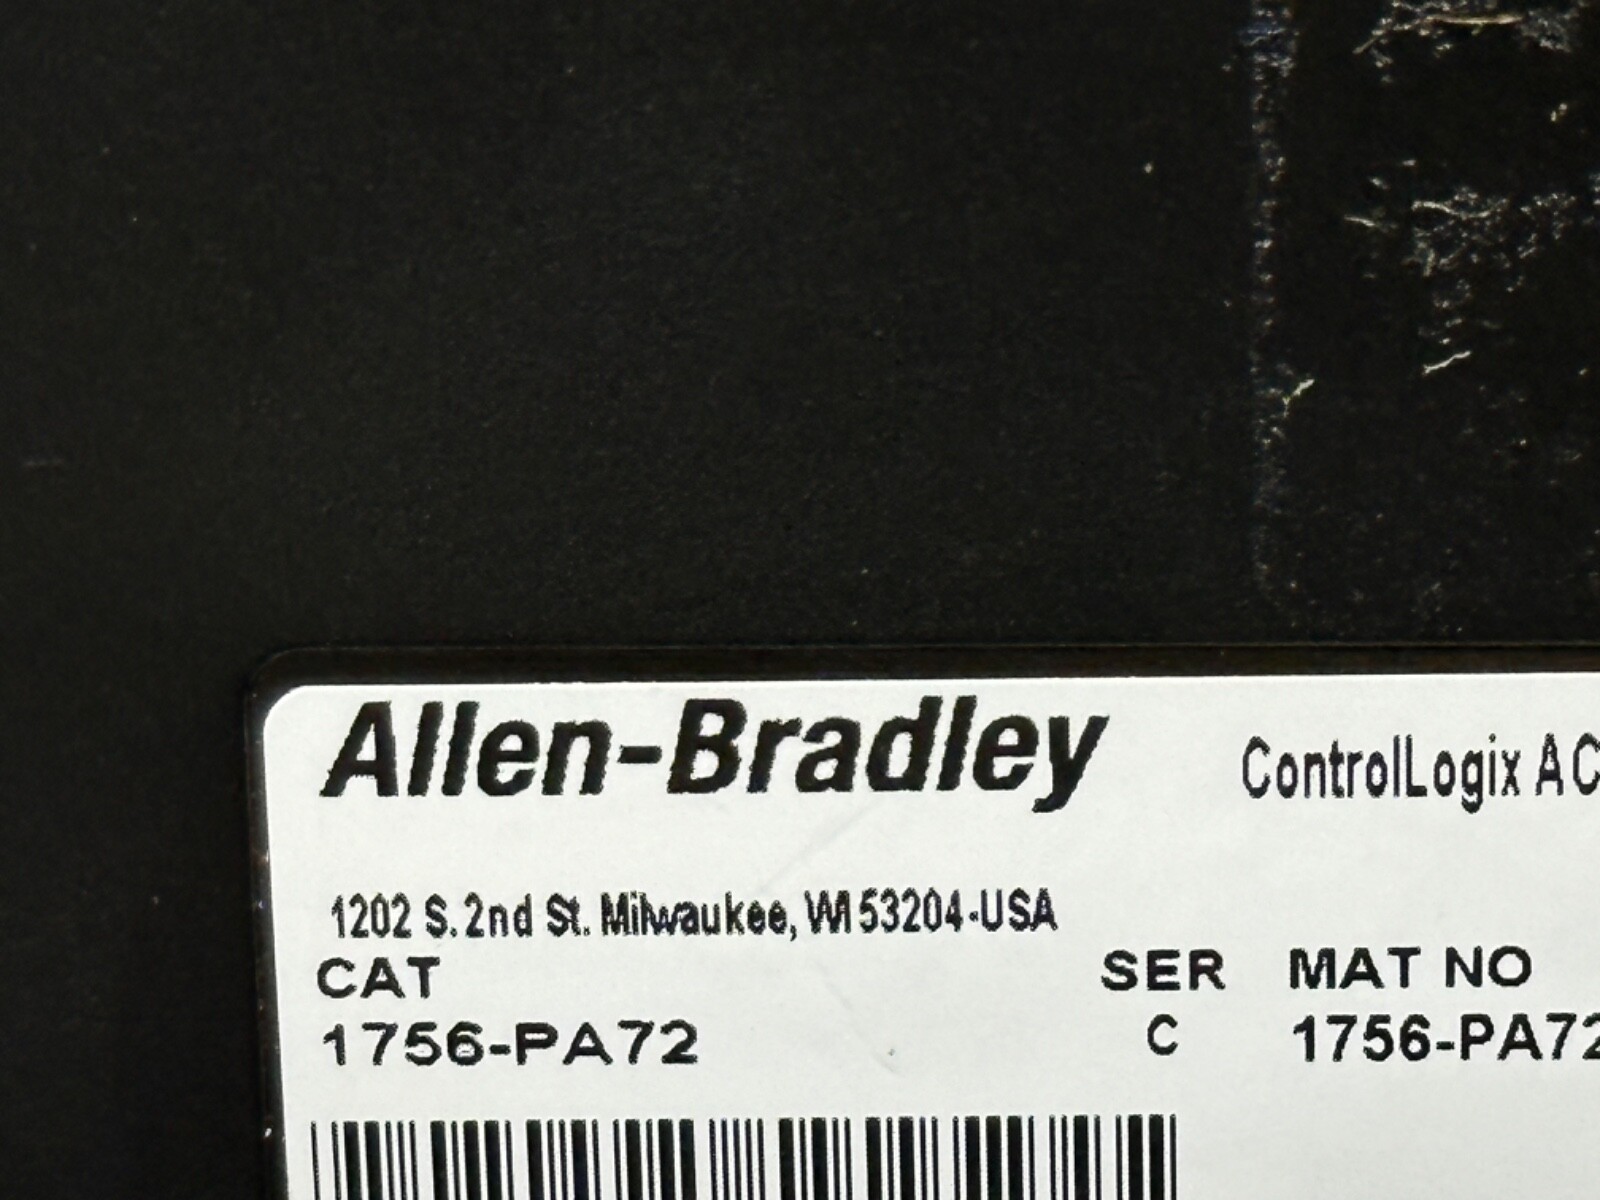 Allen-Bradley ControlLogix AC
1202 S. 2nd St. Milwaukee, WI 53204-USA
CAT SER MAT NO
1756-PA72 C 1756-PA72